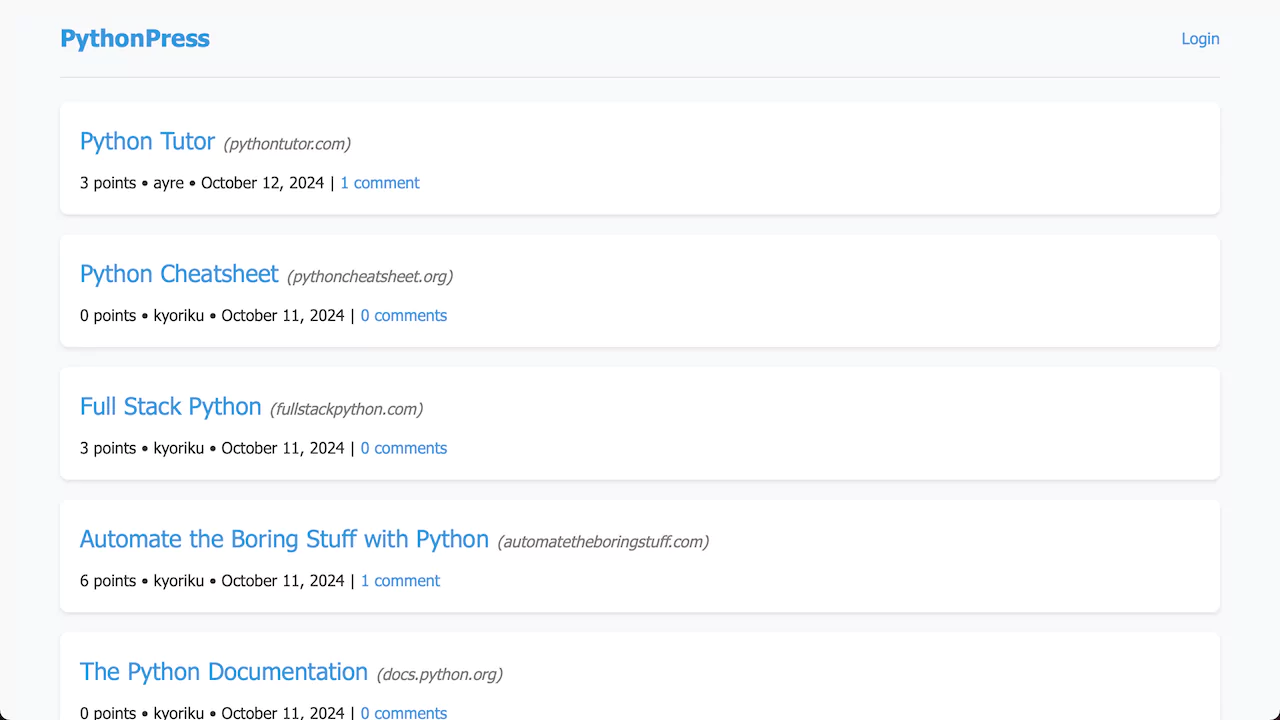 PythonPress
Login
Python Tutor (pythontutor.com)
3 points • ayre • October 12, 2024 | 1 comment
Python Cheatsheet (pythoncheatsheet.org)
0 points • kyoriku • October 11, 2024 | 0 comments
Full Stack Python (fullstackpython.com)
3 points • kyoriku • October 11, 2024 | 0 comments
Automate the Boring Stuff with Python (automatetheboringstuff.com)
6 points • kyoriku • October 11, 2024 | 1 comment
The Python Documentation (docs.python.org)
0 points • kyoriku • October 11, 2024 | 0 comments